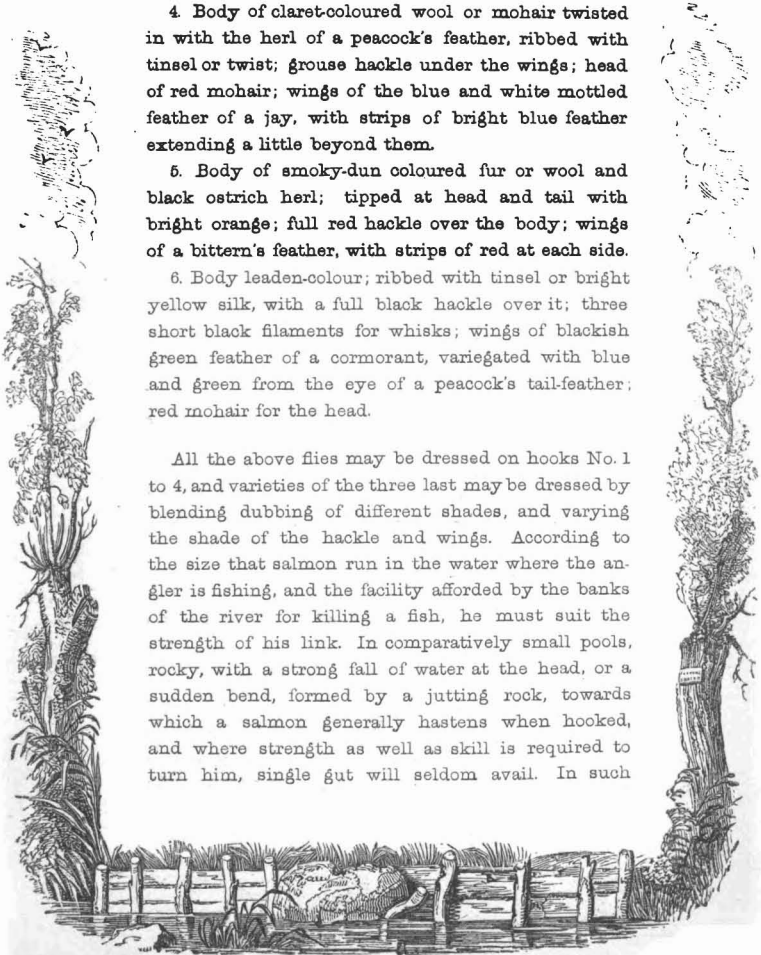 4. Body of claret-coloured wool or mohair twisted
in with the herl of a peacock's feather, ribbed with
tinsel or twist; grouse hackle under the wings; head
of red mohair; wings of the blue and white mottled
feather of a jay, with strips of bright blue feather
extending a little beyond them.
5. Body of smoky-dun coloured fur or wool and
black ostrich herl; tipped at head and tail with
bright orange; full red hackle over the body; wings
of a bittern's feather, with strips of red at each side.
6. Body leaden-colour; ribbed with tinsel or bright
yellow silk, with a full black hackle over it; three
short black filaments for whisks; wings of blackish
green feather of a cormorant, variegated with blue
and green from the eye of a peacock's tail-feather;
red mohair for the head.
All the above flies may be dressed on hooks No. 1
to 4, and varieties of the three last may be dressed by
blending dubbing of different shades, and varying
the shade of the hackle and wings. According to
the size that salmon run in the water where the an-
gler is fishing, and the facility afforded by the banks
of the river for killing a fish, he must suit the
strength of his link. In comparatively small pools,
rocky, with a strong fall of water at the head, or a
sudden bend, formed by a jutting rock, towards
which a salmon generally hastens when hooked,
and where strength as well as skill is required to
turn him, single gut will seldom avail. In such